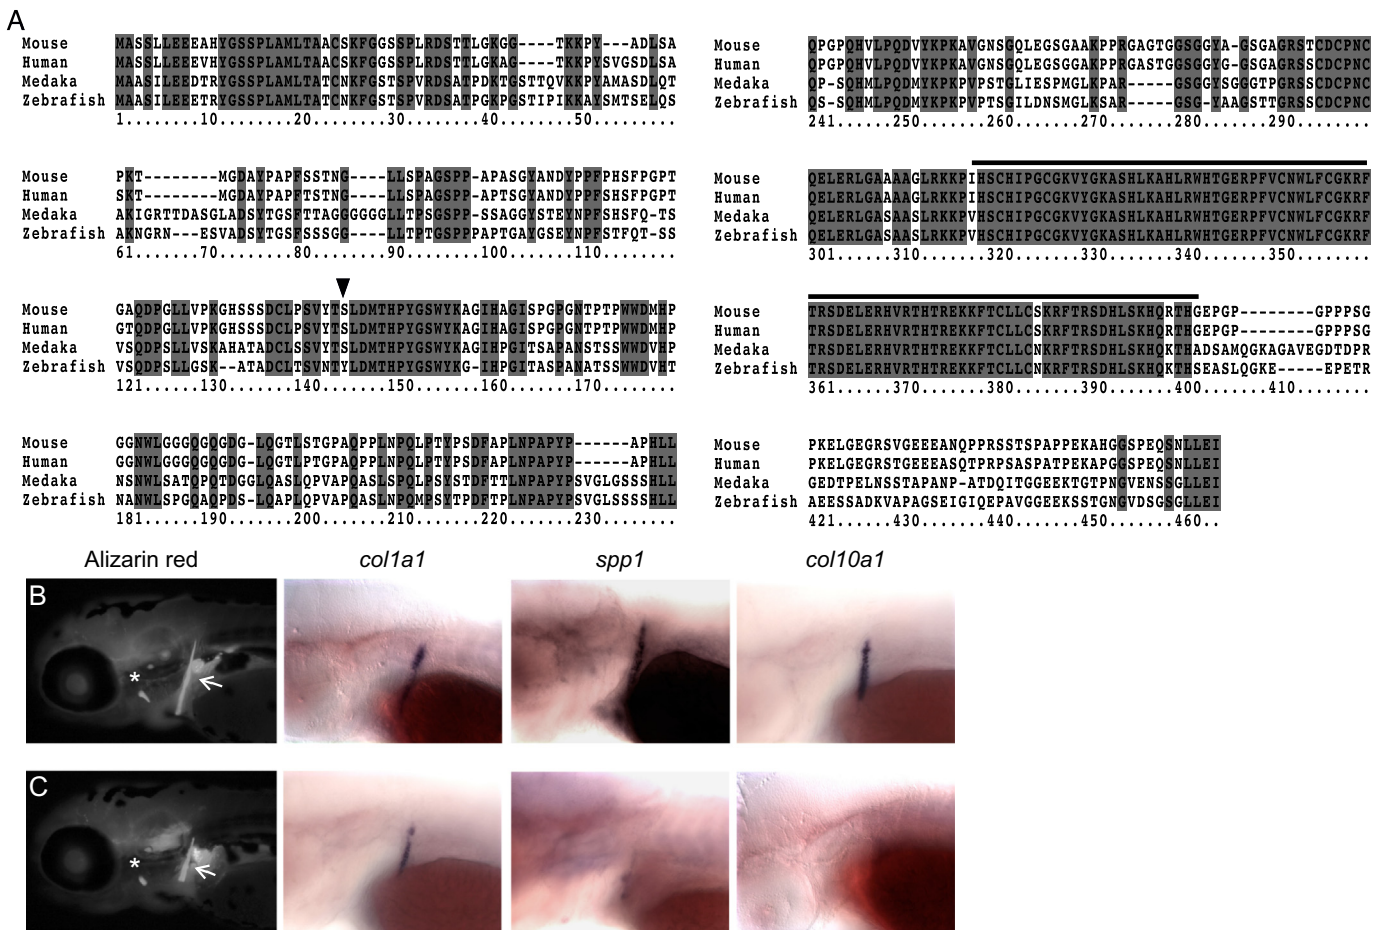 A
Mouse MASSLLEEEAHYGSSPLAMLTAACSKFGGSSPLRDSTTLGKGG----TKKPY---ADLSA
Human MASSLLEEEVHYGSSPLAMLTAACSKFGGSSPLRDSTTLGKAG----TKKPYSVGSDLSA
Medaka MAASILEEDTRYGSSPLAMLTATCNKFGSTSPVRDSATPDKTGSTTQVKKPYAMASDLQT
Zebrafish MAASILEEETRYGSSPLAMLTATCNKFGSTSPVRDSATPGKPGSTIPIKKAYSMTSELQS
1........10........20........30........40........50.........
Mouse PKT--------MGDAYPAPFSSTNG----LLSPAGSPP-APASGYANDYPPFPHSFPGPT
Human SKT--------MGDAYPAPFTSTNG----LLSPAGSPP-APTSGYANDYPPFSHSFPGPT
Medaka AKIGRTTDASGLADSYTGSFTTAGGGGGGLLTPSGSPP-SSAGGYSTEYNPFSHSFQ-TS
Zebrafish AKNGRN---ESVADSYTGSFSSSGG----LLTPTGSPPPAPTGAYGSEYNPFSTFQT-SS
61.......70........80........90........100.......110........
Mouse GAQDPGLLVPKGHSSSDCLPSVYTSLDMTHPYGSWYKAGIHAGISPGPGNTPTPWWDMHP
Human GTQDPGLLVPKGHSSSDCLPSVYTSLDMTHPYGSWYKAGIHAGISPGPGNTPTPWWDMHP
Medaka VSQDPSLLVSKAHATADCLSSVYTSLDMTHPYGSWYKAGIHPGITSAPANSTSSWWDVHP
Zebrafish VSQDPSLLGSK--ATADCLTSVNTYLDMTHPYGSWYKG-IHPGITASPANATSSWWDVHT
121......130.......140.......150.......160.......170........
Mouse GGNWLGGGQGQGDG-LQGTLSTGPAQPPLNPQLPTYPSDFAPLNPAPYP------APHLL
Human GGNWLGGGQGQGDG-LQGTLPTGPAQPPLNPQLPTYPSDFAPLNPAPYP------APHLL
Medaka NSNWLSATQPQTDGGLQASLQPVAPQASLNPQLPSYSTDFTTLNPAPYPSVGLGSSSHLL
Zebrafish NANWLSPGQAQPDS-LQAPLQPVAPQASLNPQMPSYTPDFTPLNPAPYPSVGLSSSSHLL
181......190.......200.......210.......220.......230........
Mouse QPGPQHVLPQDVYKPKAVGNSGQLEGSGAAKPPRGAGTGGSGGYA-GSGAGRSTCDCPNC
Human QPGPQHVLPQDVYKPKAVGNSGQLEGSGGAKPPRGASTGGSGGYG-GSGAGRSSCDCPNC
Medaka QP-SQHMLPQDMYKPKPVPSTGLIESPMGLKPAR-----GSGGYSGGGTPGRSSCDCPNC
Zebrafish QS-SQHMLPQDMYKPKPVPTSGILDNSMGLKSAR-----GSG-YAAGSTTGRSSCDCPNC
241......250.......260.......270.......280.......290........
Mouse QELERLGAAAAGLRKKPIHSCHIPGCGKVYGKASHLKAHLRWHTGERPFVCNWLFCGKRF
Human QELERLGAAAAGLRKKPIHSCHIPGCGKVYGKASHLKAHLRWHTGERPFVCNWLFCGKRF
Medaka QELERLGASAASLRKKPVHSCHIPGCGKVYGKASHLKAHLRWHTGERPFVCNWLFCGKRF
Zebrafish QELERLGASAASLRKKPVHSCHIPGCGKVYGKASHLKAHLRWHTGERPFVCNWLFCGKRF
301......310.......320.......330.......340.......350........
Mouse TRSDELERHVRTHTREKKFTCLLCSKRFTRSDHLSKHQRTHGEPGP--------GPPPSG
Human TRSDELERHVRTHTREKKFTCLLCSKRFTRSDHLSKHQRTHGEPGP--------GPPPSG
Medaka TRSDELERHVRTHTREKKFTCLLCNKRFTRSDHLSKHQKTHADSAMQGKAGAVEGDTDPR
Zebrafish TRSDELERHVRTHTREKKFTCLLCNKRFTRSDHLSKHQKTHSEASLQGKE-----EPETR
361......370.......380.......390.......400.......410........
Mouse PKELGEGRSVGEEEANQPPRSSTSPAPPEKAHGGSPEQSNLLEI
Human PKELGEGRSTGEEEASQTPRPSASPATPEKAPGGSPEQSNLLEI
Medaka GEDTPELNSSTAPANP-ATDQITGGEEKTGTPNGVENSSGLLEI
Zebrafish AEESSADKVAPAGSEIGIQEPAVGGEEKSSTGNGVDSGSGLLEI
421......430.......440.......450.......460..
Alizarin red col1a1 spp1 col10a1
B
*
C
*